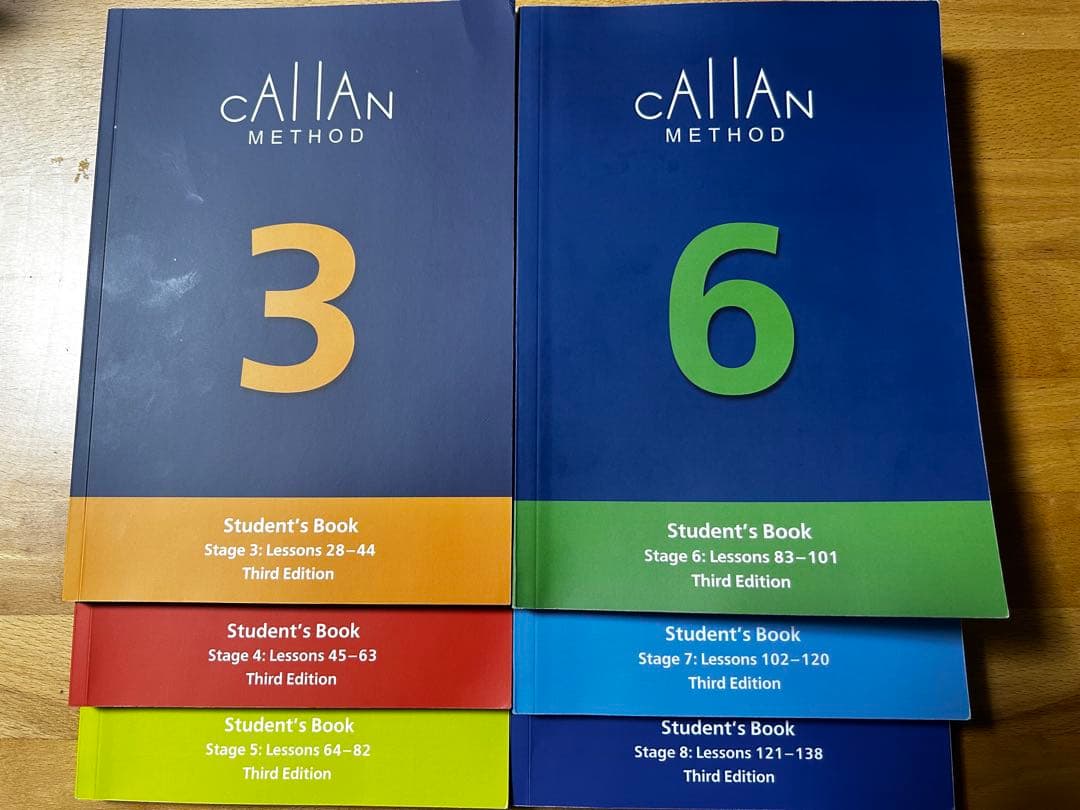 CAllAN
METHOD
3
Student's Book
Stage 3: Lessons 28–44
Third Edition
Student's Book
Stage 4: Lessons 45–63
Third Edition
Student's Book
Stage 5: Lessons 64–82
Third Edition
CAllAN
METHOD
6
Student's Book
Stage 6: Lessons 83–101
Third Edition
Student's Book
Stage 7: Lessons 102–120
Third Edition
Student's Book
Stage 8: Lessons 121–138
Third Edition